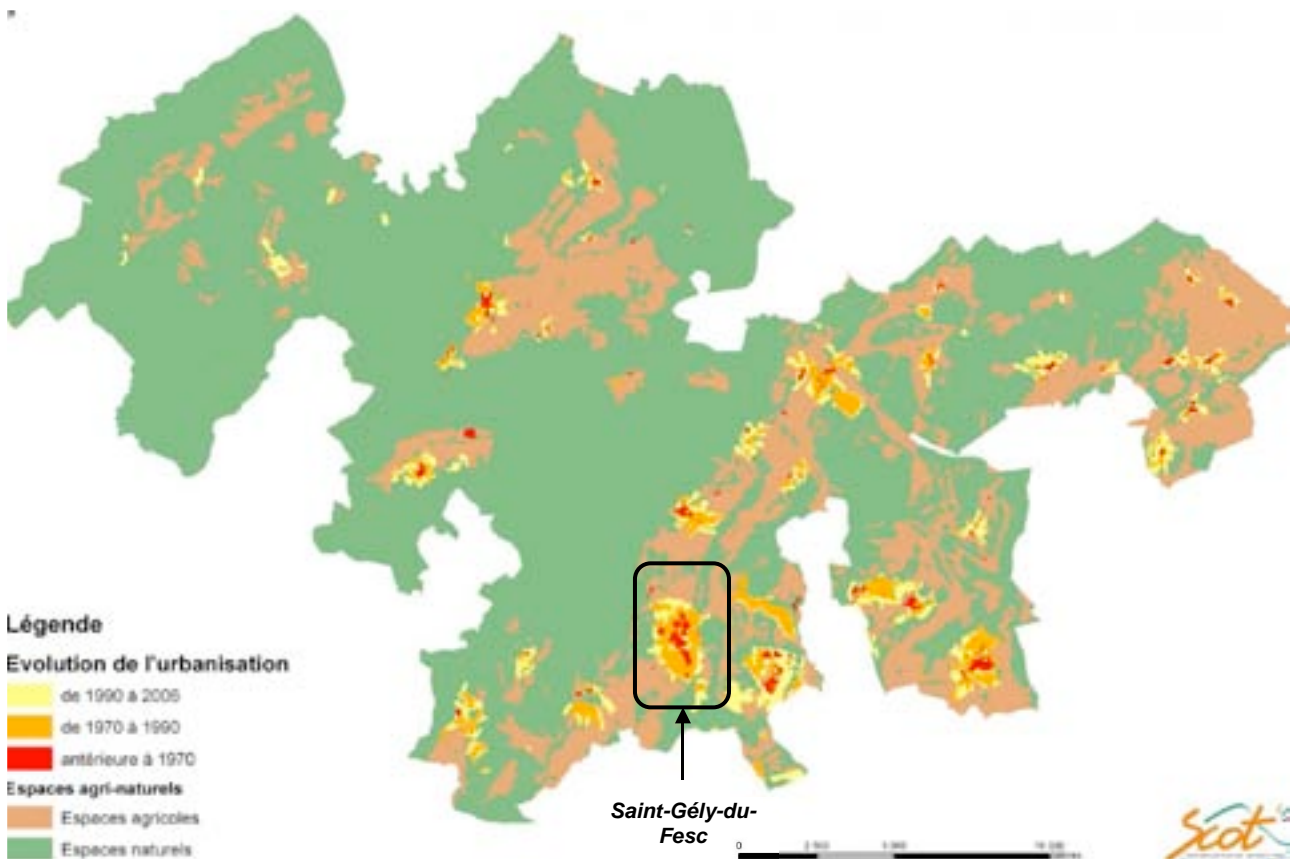 Légende
Evolution de l'urbanisation
de 1990 à 2006
de 1970 à 1990
antérieure à 1970
Espaces agri-naturels
Espaces agricoles
Espaces naturels
Saint-Gély-du-
Fesc
0
Scot